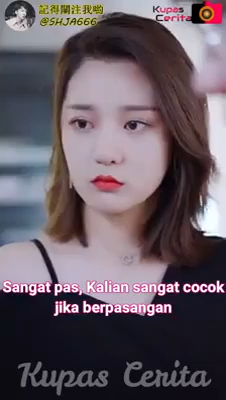 記得關注我喲
@SHJA666
Kupas
Cerita
Sangat pas, Kalian sangat cocok
jika berpasangan
Kupas Cerita